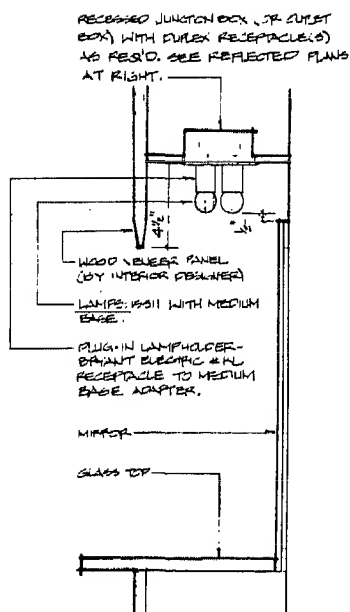 RECESSED JUNCTION BOX, (OR OUTLET
BOX) WITH DUPLEX RECEPTACLE(S)
AS REQ'D. SEE REFLECTED PLANS
AT RIGHT.
4½"
½"
WOOD VENEER PANEL
(BY INTERIOR DESIGNER)
LAMPS: 15S11 WITH MEDIUM
BASE.
PLUG-IN LAMPHOLDER-
BRYANT ELECTRIC
RECEPTACLE TO MEDIUM
BASE ADAPTER.
MIRROR
GLASS TOP